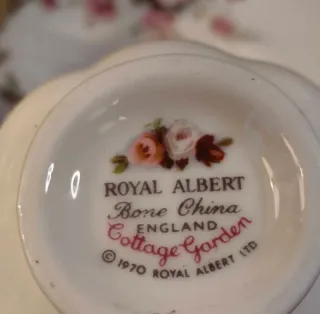 ROYAL ALBERT
Bone China
ENGLAND
Cottage Garden
© 1970 ROYAL ALBERT LTD